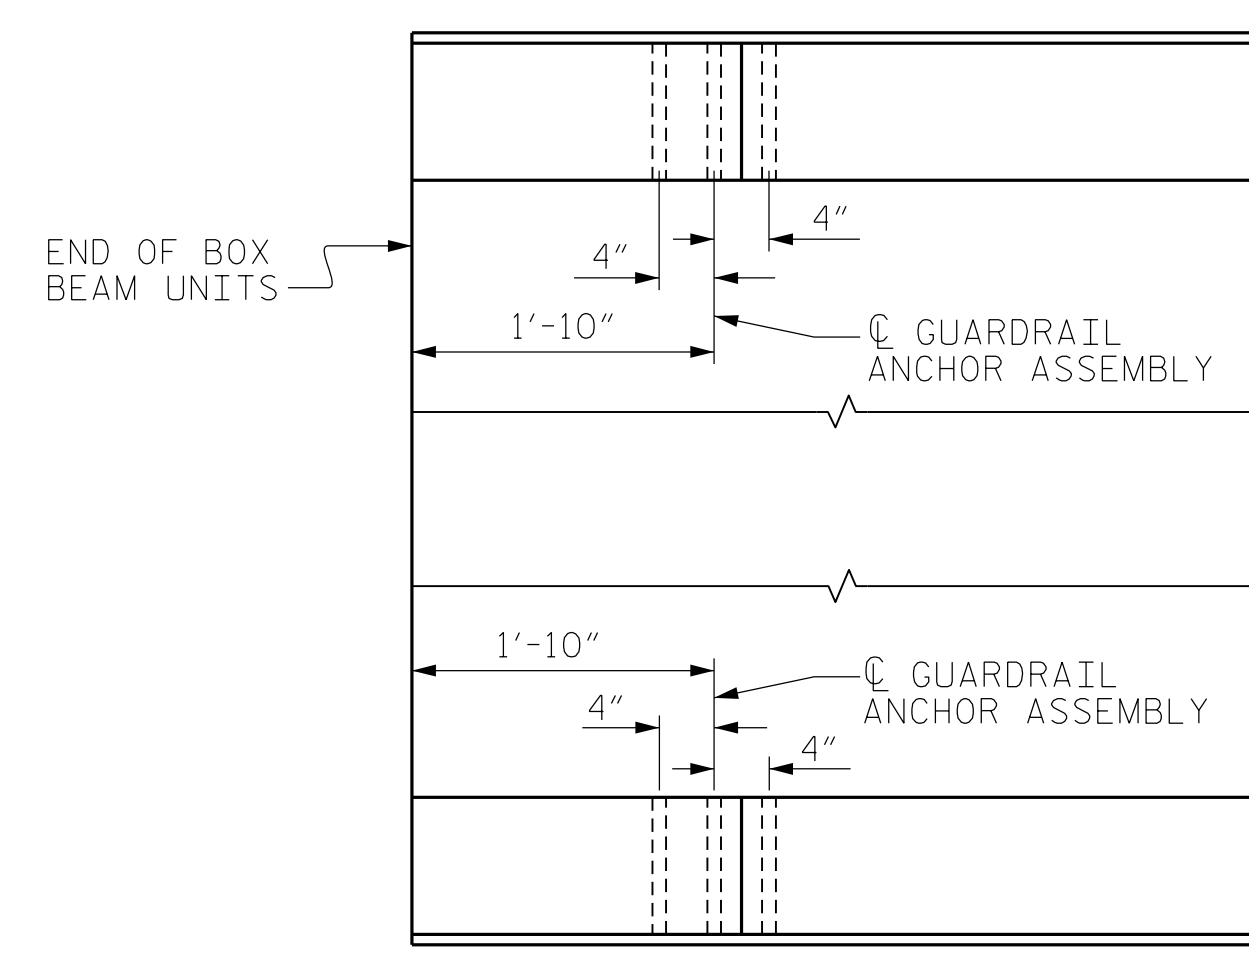 4"
4"
END OF BOX
BEAM UNITS
1'-10"
℄ GUARDRAIL
ANCHOR ASSEMBLY
1'-10"
℄ GUARDRAIL
ANCHOR ASSEMBLY
4"
4"